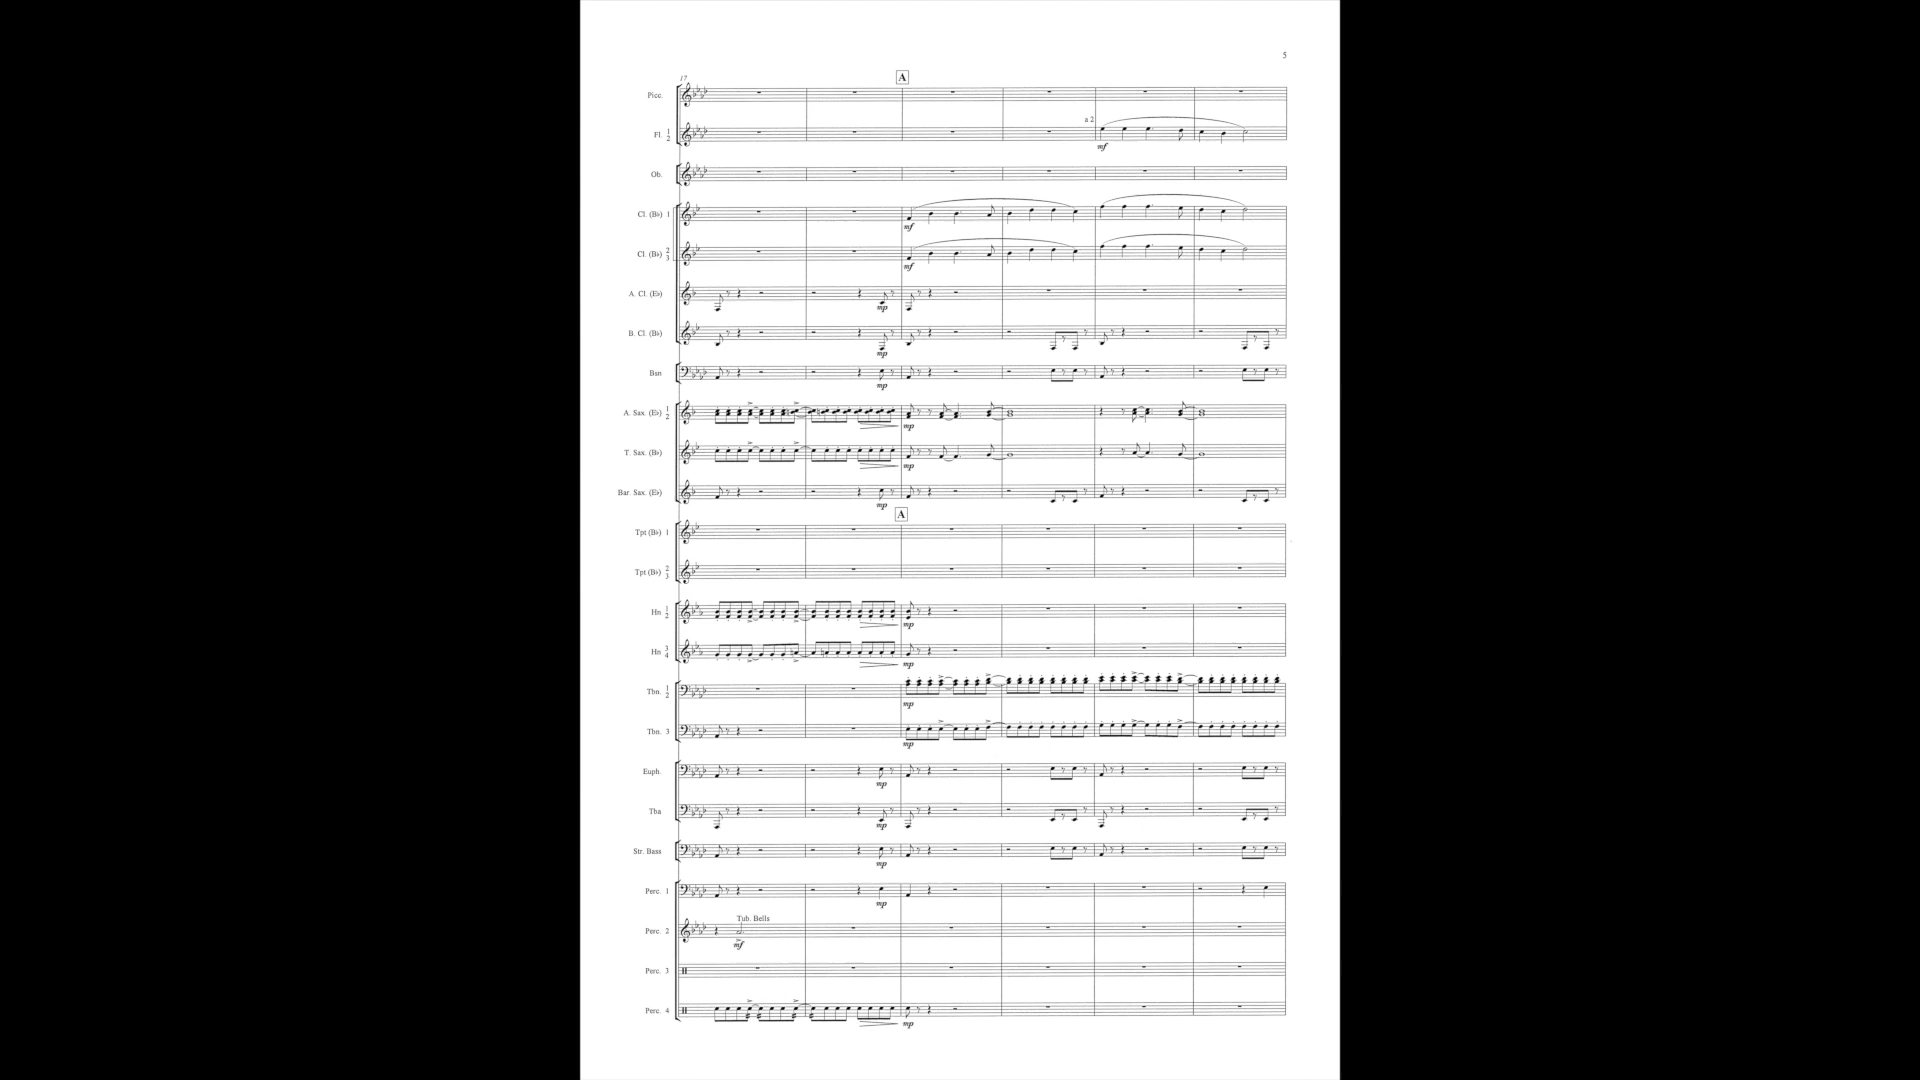 5
17
A
Picc.
a 2
Fl. 1 2
mf
Ob.
Cl. (B♭) 1
mf
Cl. (B♭) 2 3
mf
A. Cl. (E♭)
mp
B. Cl. (B♭)
mp
Bsn
mp
A. Sax. (E♭) 1 2
mp
T. Sax. (B♭)
mp
Bar. Sax. (E♭)
mp
A
Tpt (B♭) 1
Tpt (B♭) 2 3
Hn 1 2
mp
Hn 3 4
mp
Tbn. 1 2
mp
Tbn. 3
mp
Euph.
mp
Tba
mp
Str. Bass
mp
Perc. 1
mp
Tub. Bells
Perc. 2
mf
Perc. 3
Perc. 4
mp